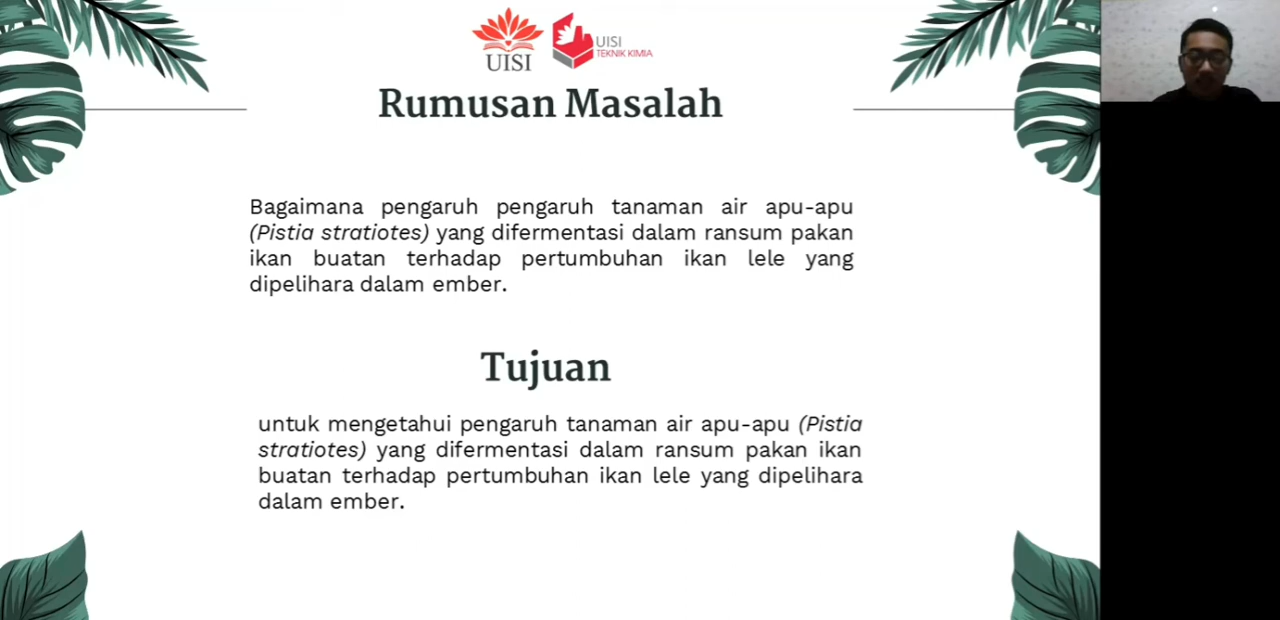 UISI
UISI
TEKNIK KIMIA
Rumusan Masalah
Bagaimana pengaruh pengaruh tanaman air apu-apu
(Pistia stratiotes) yang difermentasi dalam ransum pakan
ikan buatan terhadap pertumbuhan ikan lele yang
dipelihara dalam ember.
Tujuan
untuk mengetahui pengaruh tanaman air apu-apu (Pistia
stratiotes) yang difermentasi dalam ransum pakan ikan
buatan terhadap pertumbuhan ikan lele yang dipelihara
dalam ember.